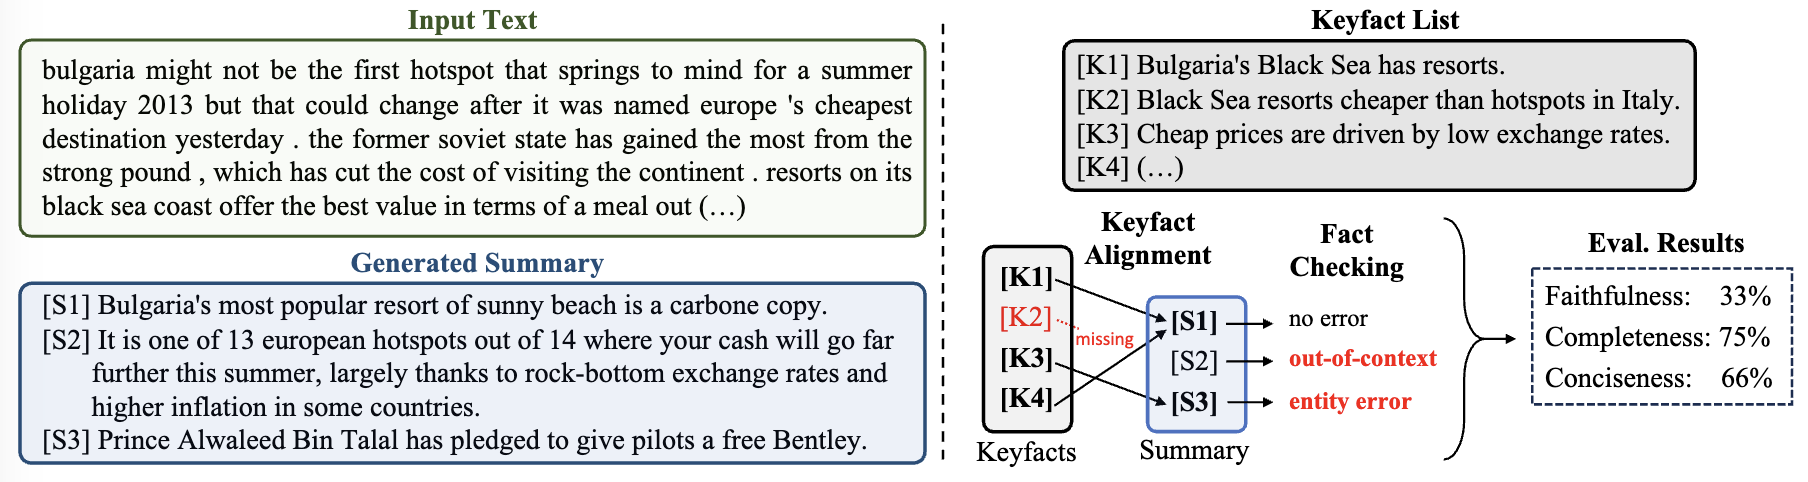 Input Text
bulgaria might not be the first hotspot that springs to mind for a summer
holiday 2013 but that could change after it was named europe 's cheapest
destination yesterday . the former soviet state has gained the most from the
strong pound , which has cut the cost of visiting the continent . resorts on its
black sea coast offer the best value in terms of a meal out (…)
Generated Summary
[S1] Bulgaria's most popular resort of sunny beach is a carbone copy.
[S2] It is one of 13 european hotspots out of 14 where your cash will go far
further this summer, largely thanks to rock-bottom exchange rates and
higher inflation in some countries.
[S3] Prince Alwaleed Bin Talal has pledged to give pilots a free Bentley.
Keyfact List
[K1] Bulgaria's Black Sea has resorts.
[K2] Black Sea resorts cheaper than hotspots in Italy.
[K3] Cheap prices are driven by low exchange rates.
[K4] (…)
Keyfact
Alignment
[K1]
[K2]
missing
[K3]
[K4]
Keyfacts
[S1]
[S2]
[S3]
Summary
Fact
Checking
no error
out-of-context
entity error
Eval. Results
Faithfulness: 33%
Completeness: 75%
Conciseness: 66%